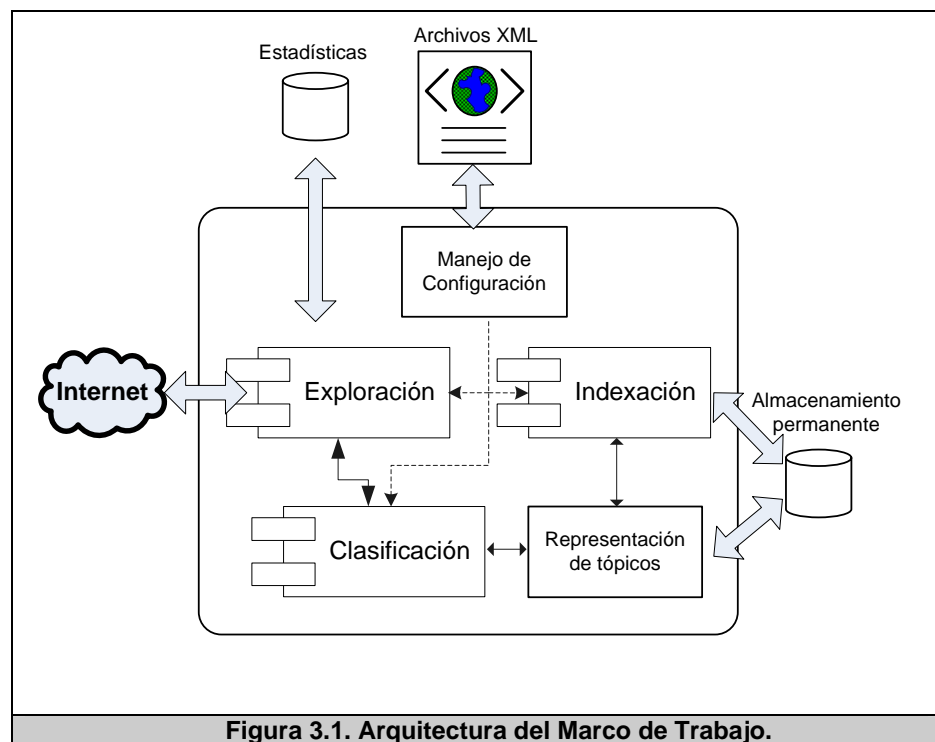 Archivos XML
Estadísticas
Manejo de
Configuración
Internet
Exploración
Indexación
Almacenamiento
permanente
Clasificación
Representación
de tópicos
Figura 3.1. Arquitectura del Marco de Trabajo.